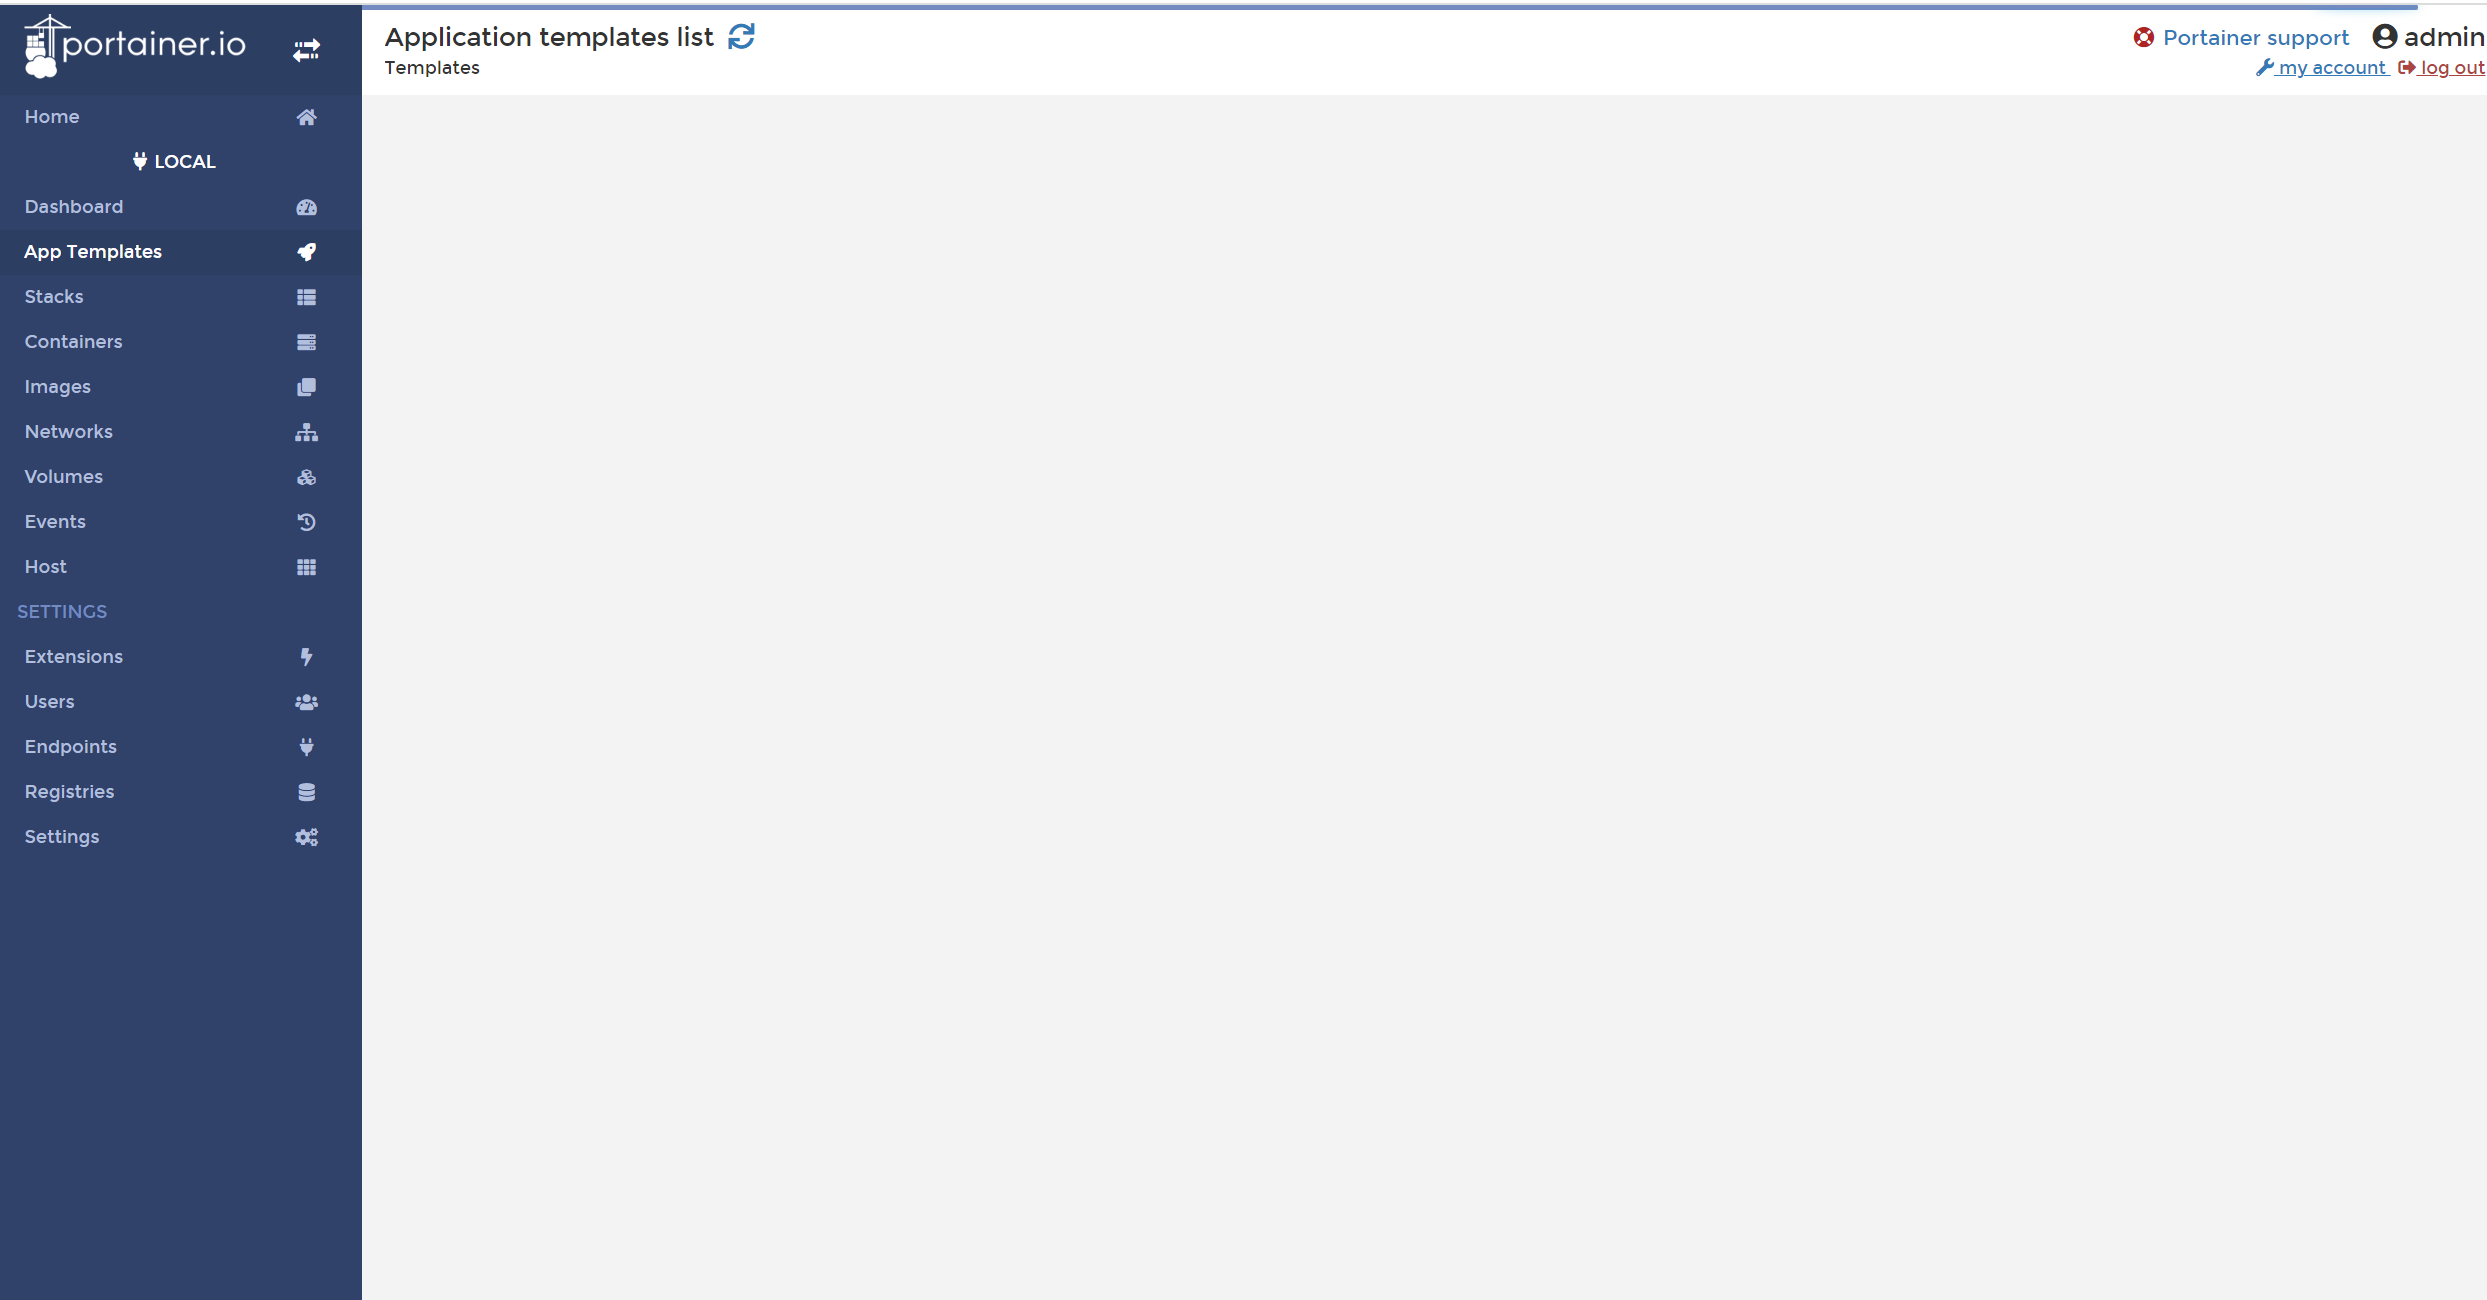 portainer.io
Application templates list
Templates
Portainer support
admin
my account
log out
Home
LOCAL
Dashboard
App Templates
Stacks
Containers
Images
Networks
Volumes
Events
Host
SETTINGS
Extensions
Users
Endpoints
Registries
Settings